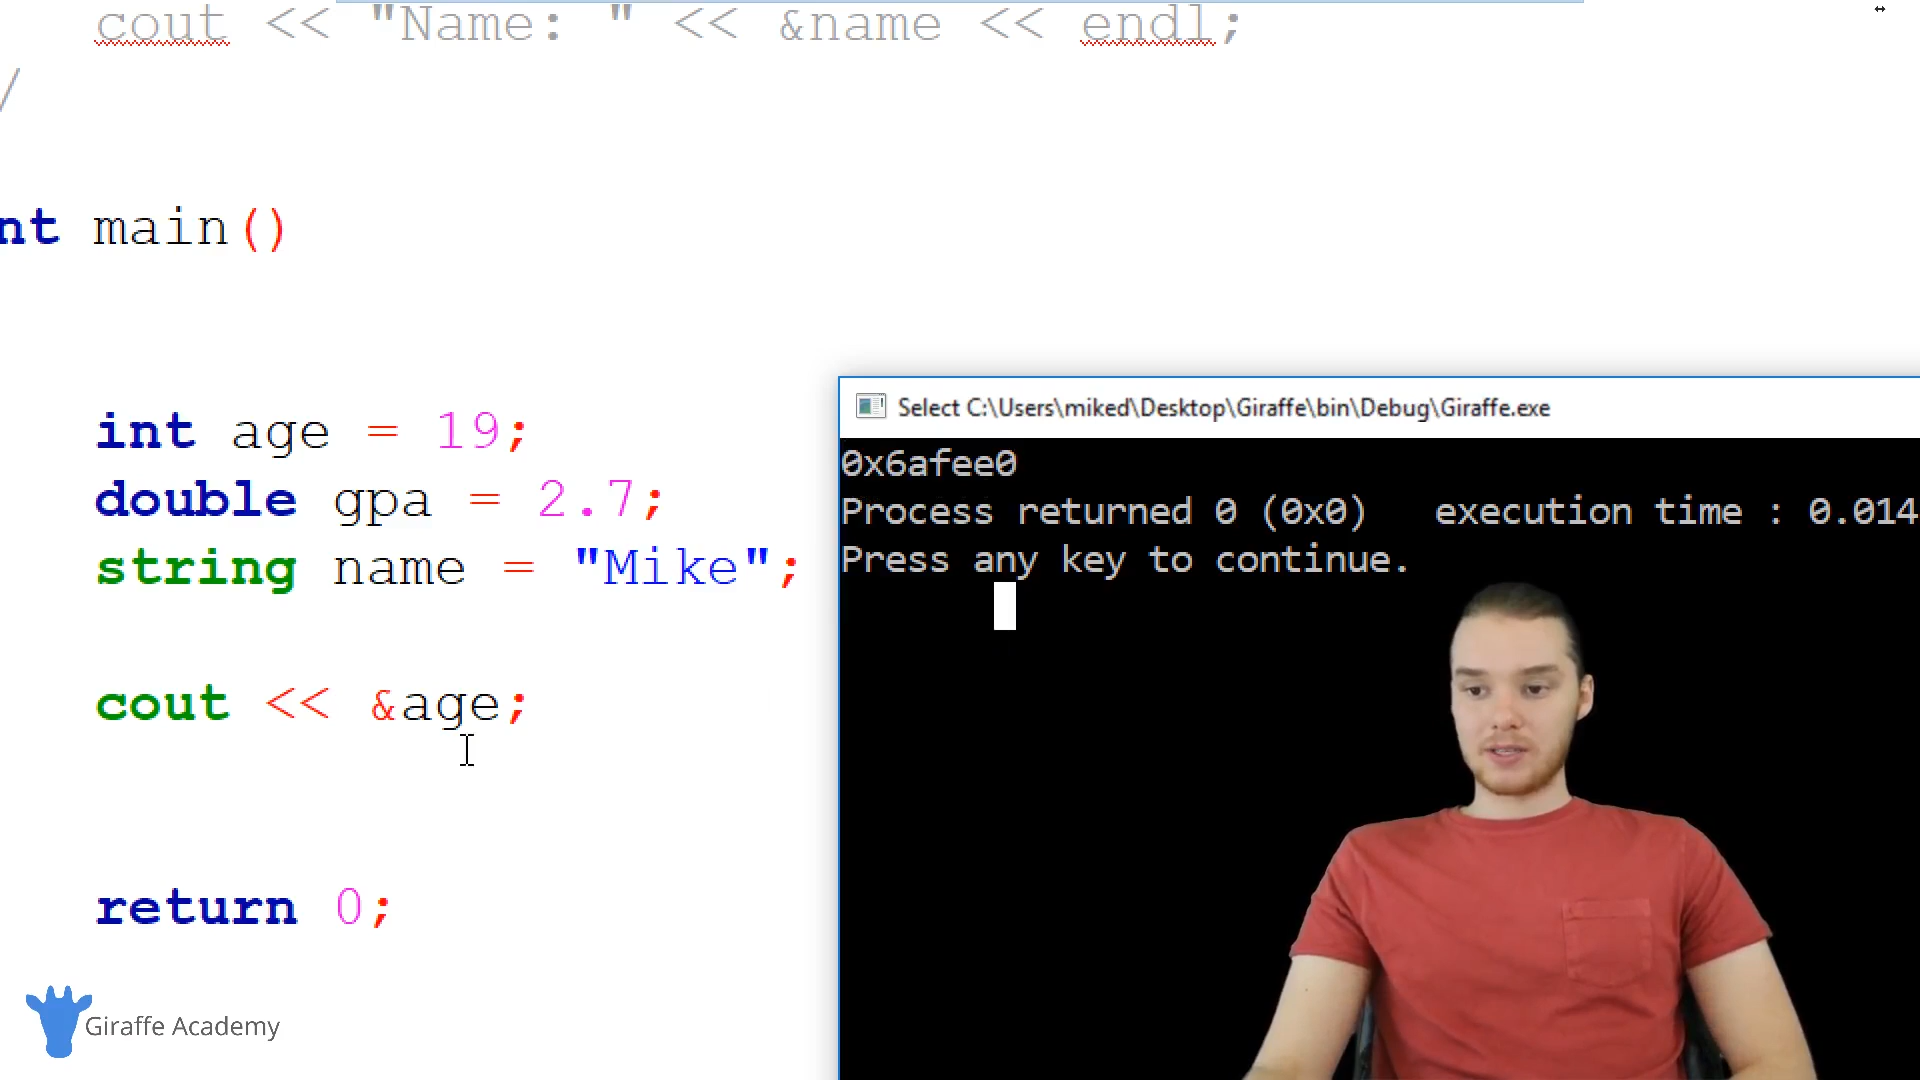 cout << "Name: " << &name << endl;
/
nt main()
int age = 19;
double gpa = 2.7;
string name = "Mike";
cout << &age;
return 0;
Select C:\Users\miked\Desktop\Giraffe\bin\Debug\Giraffe.exe
0x6afee0
Process returned 0 (0x0)   execution time : 0.014
Press any key to continue.
Giraffe Academy